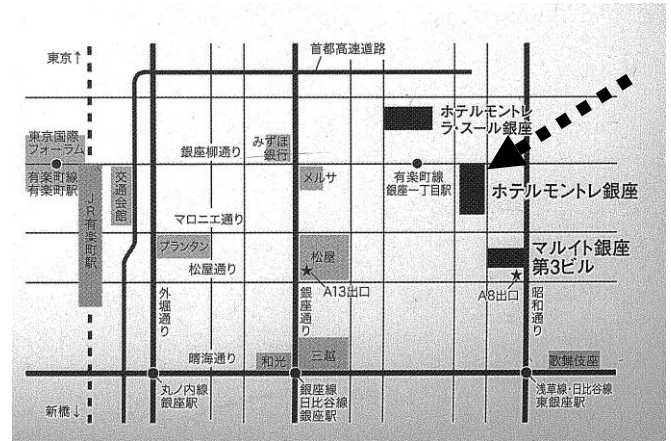 首都高速道路
東京↑
ホテルモントレ
ラ・スール銀座
東京国際
フォーラム
みずほ
銀行
銀座柳通り
有楽町線
有楽町駅
交通会館
メルサ
有楽町線
銀座一丁目駅
ホテルモントレ銀座
JR有楽町駅
マロニエ通り
プランタン
松屋
マルイト銀座
第3ビル
松屋通り
A13出口
A8出口
外堀通り
銀座通り
昭和通り
晴海通り
和光
三越
歌舞伎座
丸ノ内線
銀座駅
銀座線
日比谷線
銀座駅
浅草線・日比谷線
東銀座駅
新橋↓